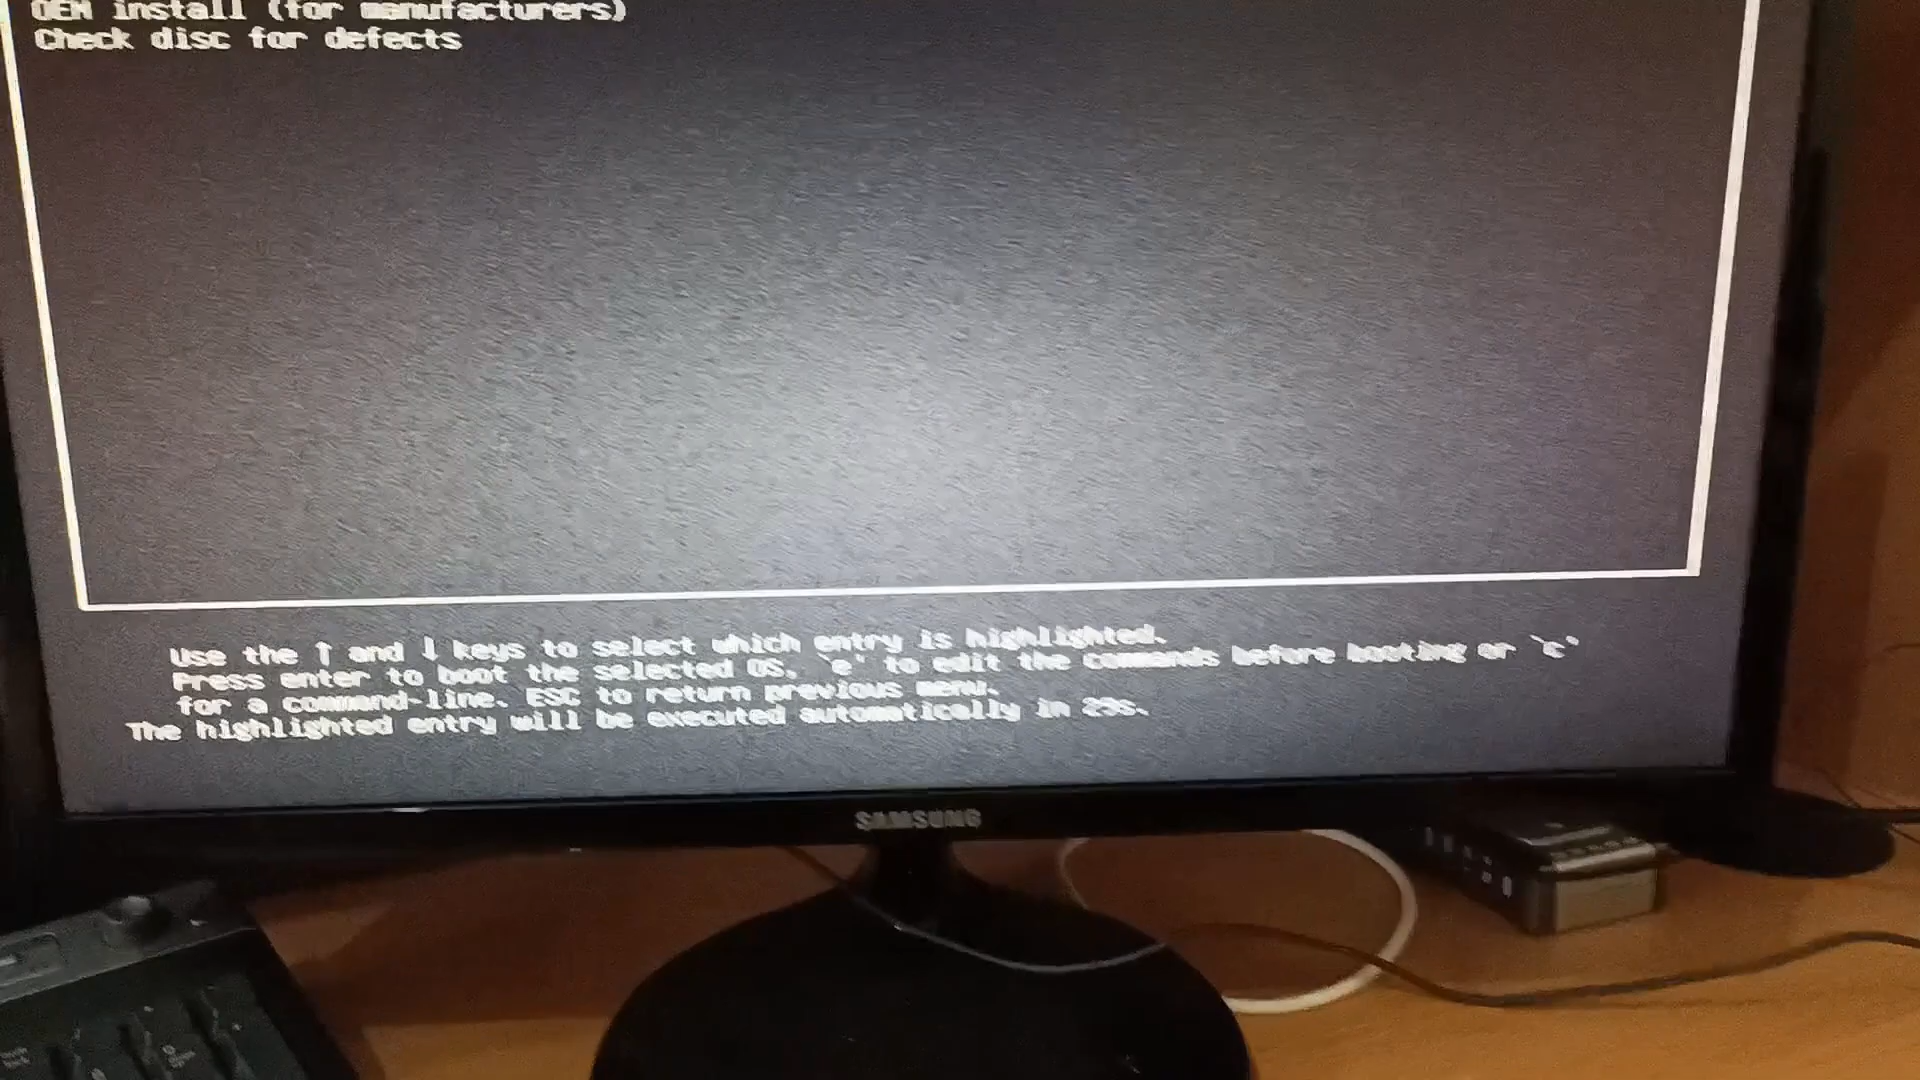 OEM install (for manufacturers)
Check disc for defects
Use the ↑ and ↓ keys to select which entry is highlighted.
Press enter to boot the selected OS, `e' to edit the commands before booting or `c'
for a command-line. ESC to return previous menu.
The highlighted entry will be executed automatically in 29s.
SAMSUNG